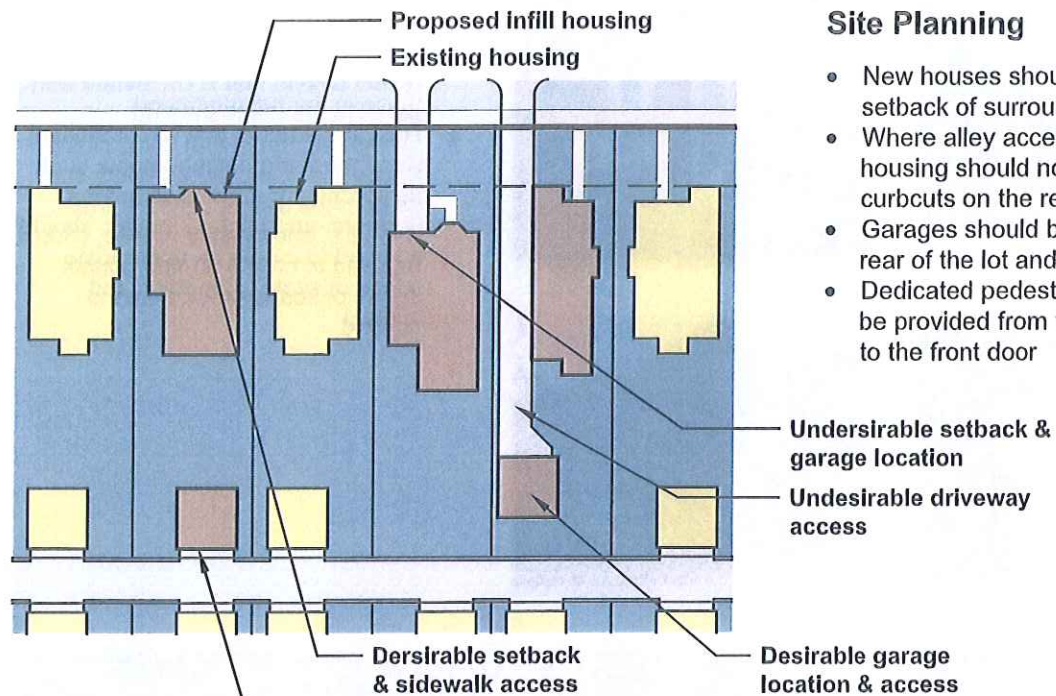 Proposed infill housing
Existing housing
Site Planning
• New houses shou
setback of surrou
• Where alley acce
housing should no
curbcuts on the re
• Garages should b
rear of the lot and
• Dedicated pedest
be provided from
to the front door
Undersirable setback &
garage location
Undesirable driveway
access
Dersirable setback
& sidewalk access
Desirable garage
location & access